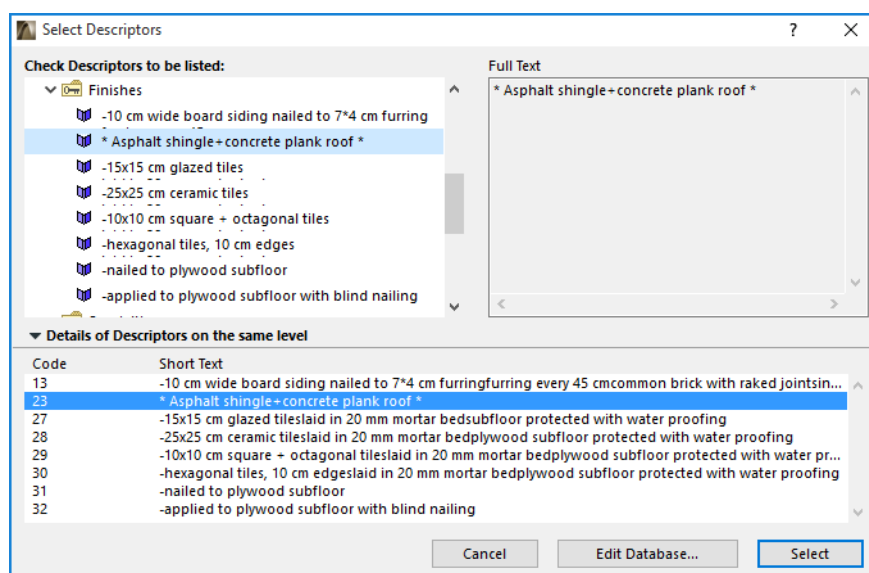 Select Descriptors
?
Check Descriptors to be listed:
Full Text
Finishes
-10 cm wide board siding nailed to 7*4 cm furring
* Asphalt shingle+concrete plank roof *
-15x15 cm glazed tiles
-25x25 cm ceramic tiles
-10x10 cm square + octagonal tiles
-hexagonal tiles, 10 cm edges
-nailed to plywood subfloor
-applied to plywood subfloor with blind nailing
* Asphalt shingle+concrete plank roof *
Details of Descriptors on the same level
Code Short Text
13 -10 cm wide board siding nailed to 7*4 cm furringfurring every 45 cmcommon brick with raked jointsin...
23 * Asphalt shingle+concrete plank roof *
27 -15x15 cm glazed tileslaid in 20 mm mortar bedsubfloor protected with water proofing
28 -25x25 cm ceramic tileslaid in 20 mm mortar bedplywood subfloor protected with water proofing
29 -10x10 cm square + octagonal tileslaid in 20 mm mortar bedplywood subfloor protected with water pr...
30 -hexagonal tiles, 10 cm edgeslaid in 20 mm mortar bedplywood subfloor protected with water proofing
31 -nailed to plywood subfloor
32 -applied to plywood subfloor with blind nailing
Cancel Edit Database... Select